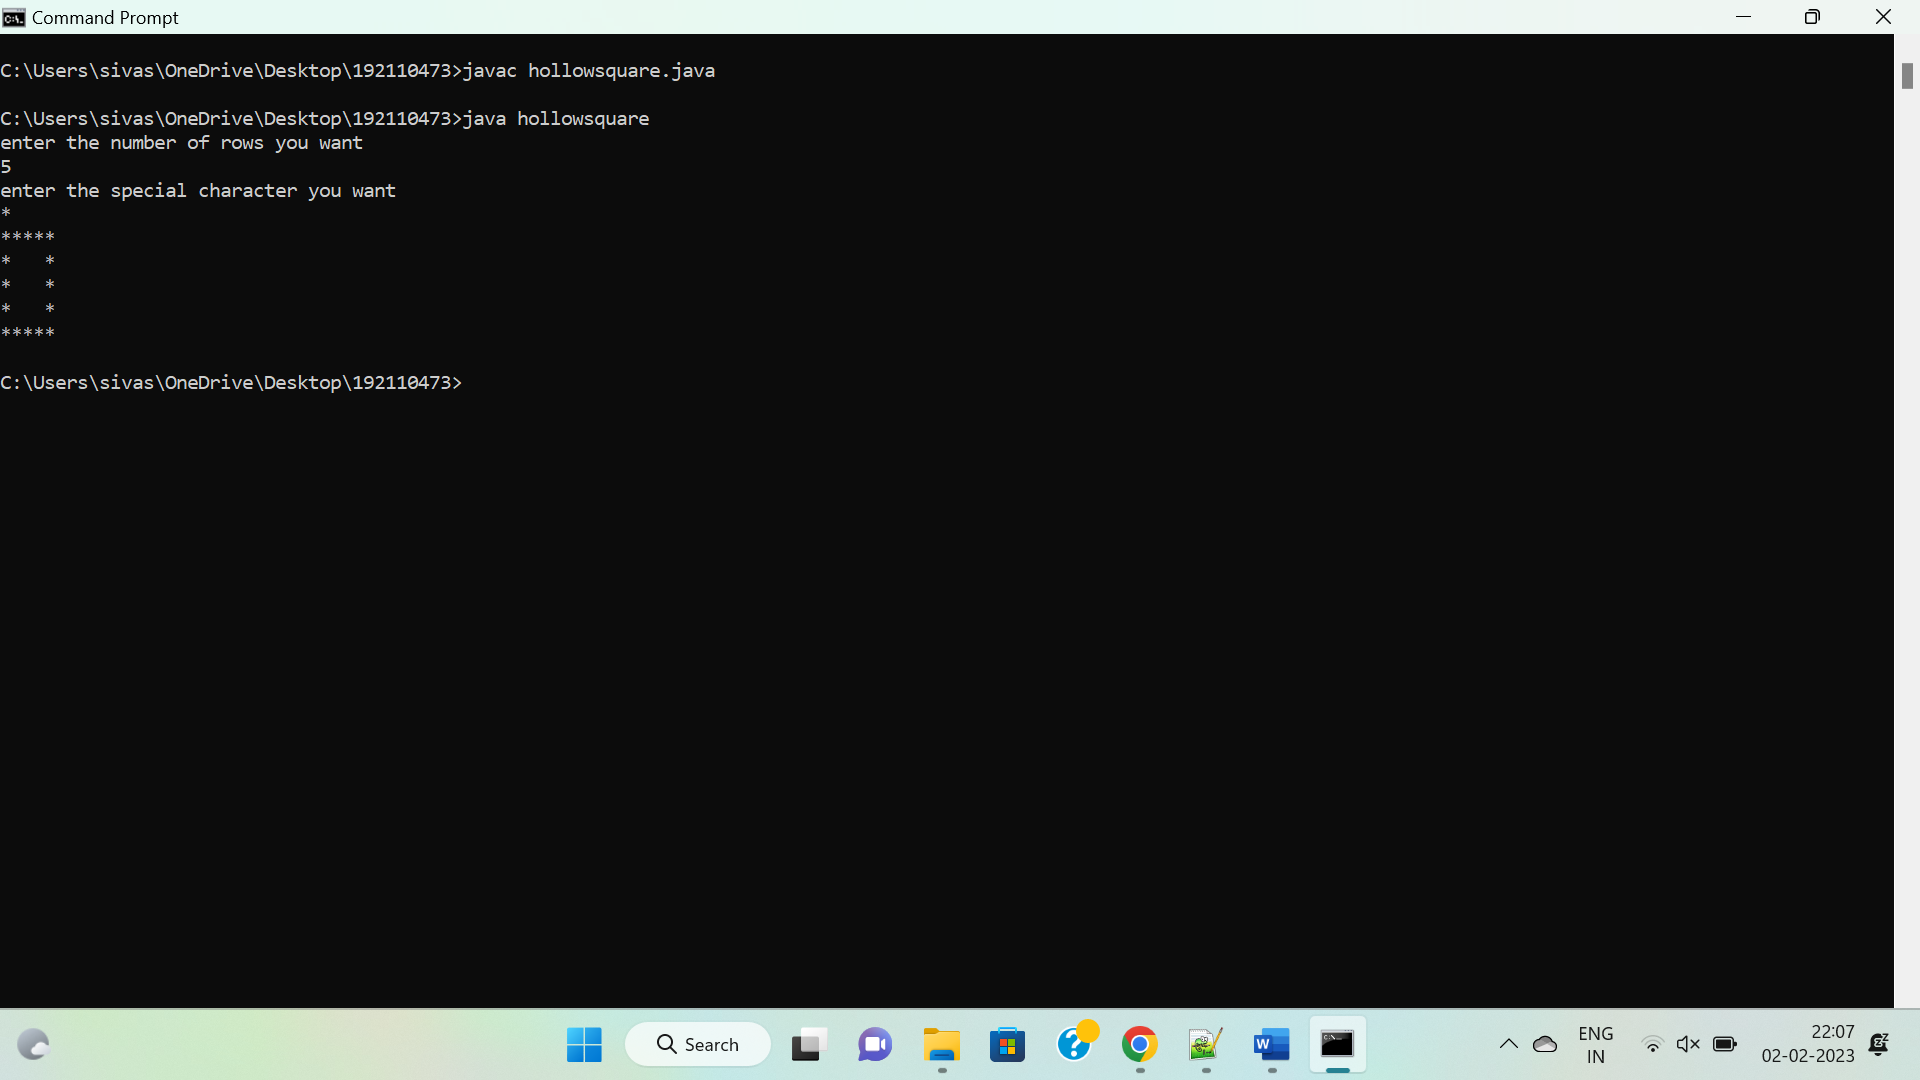 Command Prompt
C:\Users\sivas\OneDrive\Desktop\192110473>javac hollowsquare.java
C:\Users\sivas\OneDrive\Desktop\192110473>java hollowsquare
enter the number of rows you want
5
enter the special character you want
*
*****
*   *
*   *
*   *
*****
C:\Users\sivas\OneDrive\Desktop\192110473>
Search
ENG
IN
22:07
02-02-2023